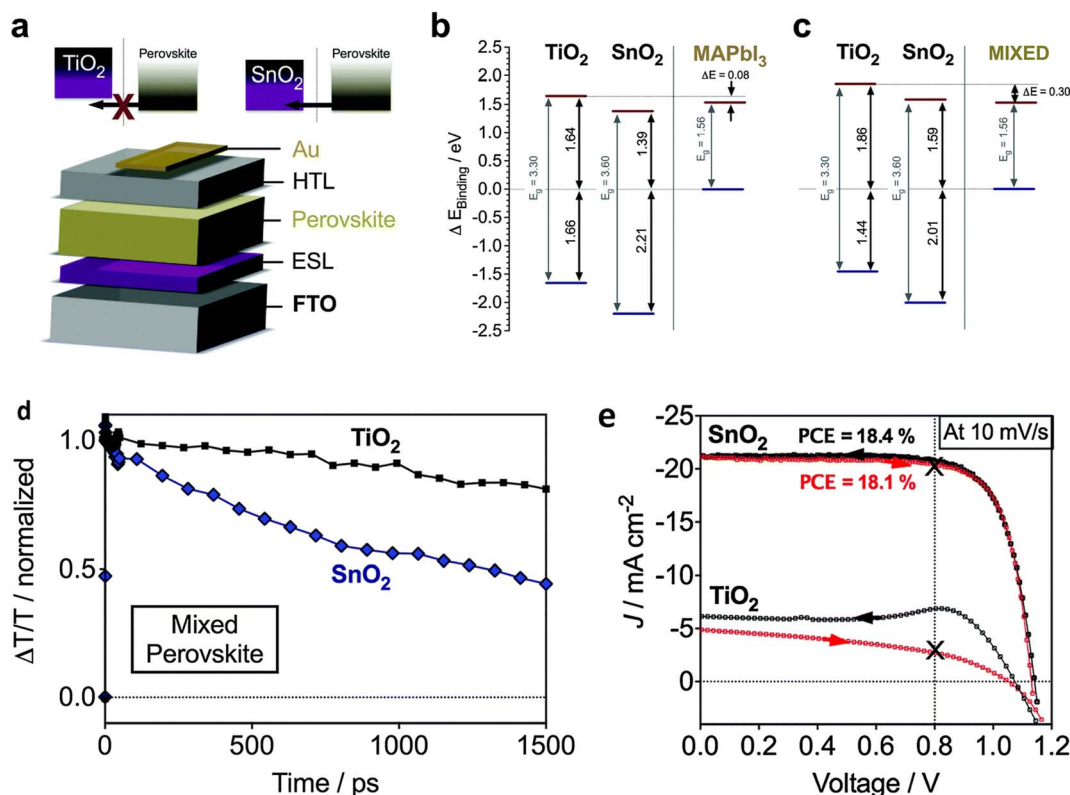 a
TiO2
Perovskite
SnO2
Perovskite
X
Au
HTL
Perovskite
ESL
FTO
b
Δ EBinding / eV
2.5
2.0
1.5
1.0
0.5
0.0
-0.5
-1.0
-1.5
-2.0
-2.5
TiO2
SnO2
MAPbI3
ΔE = 0.08
Eg = 3.30
1.64
1.66
Eg = 3.60
1.39
2.21
Eg = 1.56
c
TiO2
SnO2
MIXED
ΔE = 0.30
Eg = 3.30
1.86
1.44
Eg = 3.60
1.59
2.01
Eg = 1.56
d
ΔT/T / normalized
1.0
0.5
0.0
TiO2
SnO2
Mixed
Perovskite
0
500
1000
1500
Time / ps
e
J / mA cm-2
-25
-20
-15
-10
-5
0
SnO2
PCE = 18.4 %
At 10 mV/s
PCE = 18.1 %
TiO2
0.0
0.2
0.4
0.6
0.8
1.0
1.2
Voltage / V